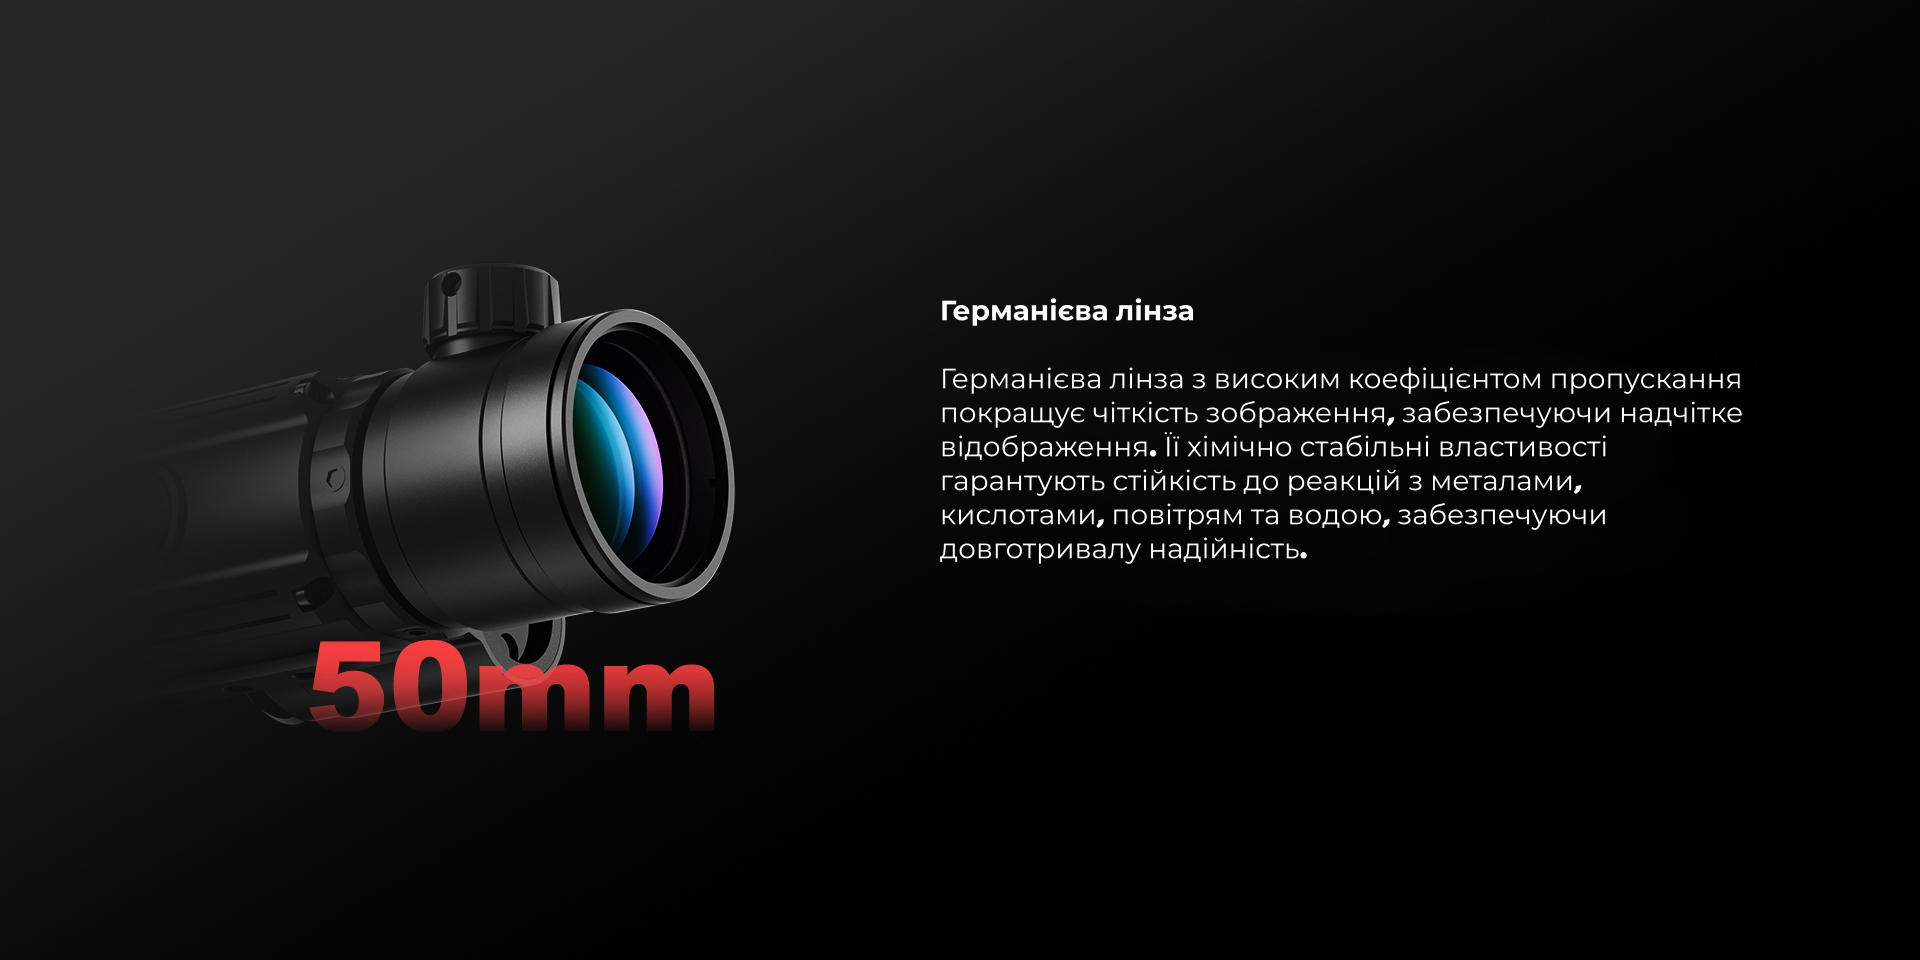 Германієва лінза
Германієва лінза з високим коефіцієнтом пропускання
покращує чіткість зображення, забезпечуючи надчітке
відображення. Її хімічно стабільні властивості
гарантують стійкість до реакцій з металами,
кислотами, повітрям та водою, забезпечуючи
довготривалу надійність.
50mm